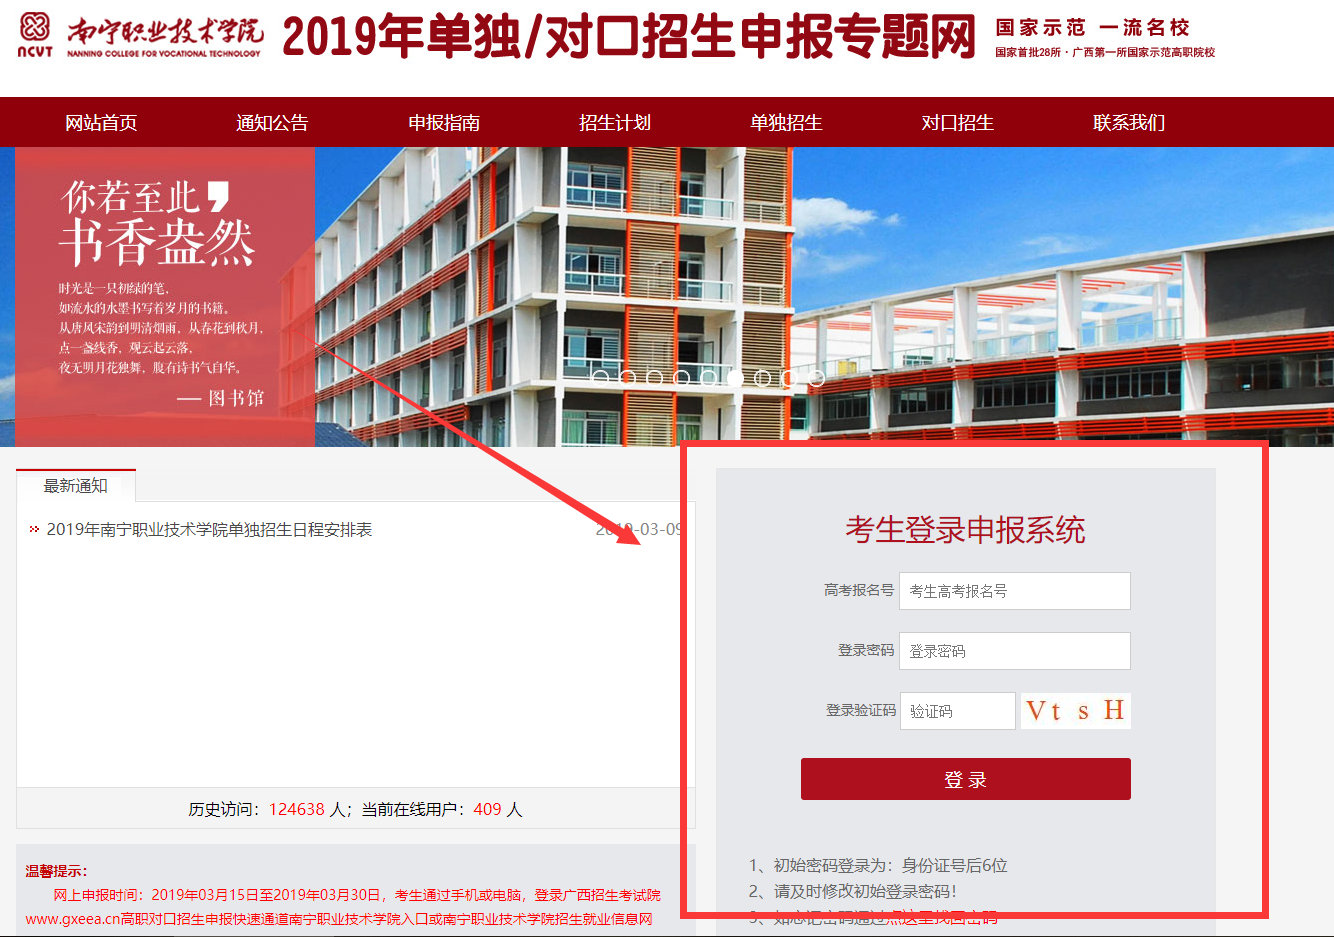 南宁职业技术学院
NCVT NANNING COLLEGE FOR VOCATIONAL TECHNOLOGY
2019年单独/对口招生申报专题网
国家示范 一流名校
国家首批28所·广西第一所国家示范高职院校
网站首页 通知公告 申报指南 招生计划 单独招生 对口招生 联系我们
你若至此，
书香盎然
时光是一只初绿的笔，
如流水的水墨书写着岁月的书籍。
从唐风宋韵到明清烟雨，从春花到秋月，
点一盏线香，观云起云落，
夜无明月花独舞，腹有诗书气自华。
—— 图书馆
最新通知
2019年南宁职业技术学院单独招生日程安排表 2019-03-09
历史访问：124638 人；当前在线用户：409 人
温馨提示：
网上申报时间：2019年03月15日至2019年03月30日，考生通过手机或电脑，登录广西招生考试院
www.gxeea.cn高职对口招生申报快速通道南宁职业技术学院入口或南宁职业技术学院招生就业信息网
考生登录申报系统
高考报名号 考生高考报名号
登录密码 登录密码
登录验证码 验证码 Vt s H
登 录
1、初始密码登录为：身份证号后6位
2、请及时修改初始登录密码！
3、如忘记密码通过点这里找回密码